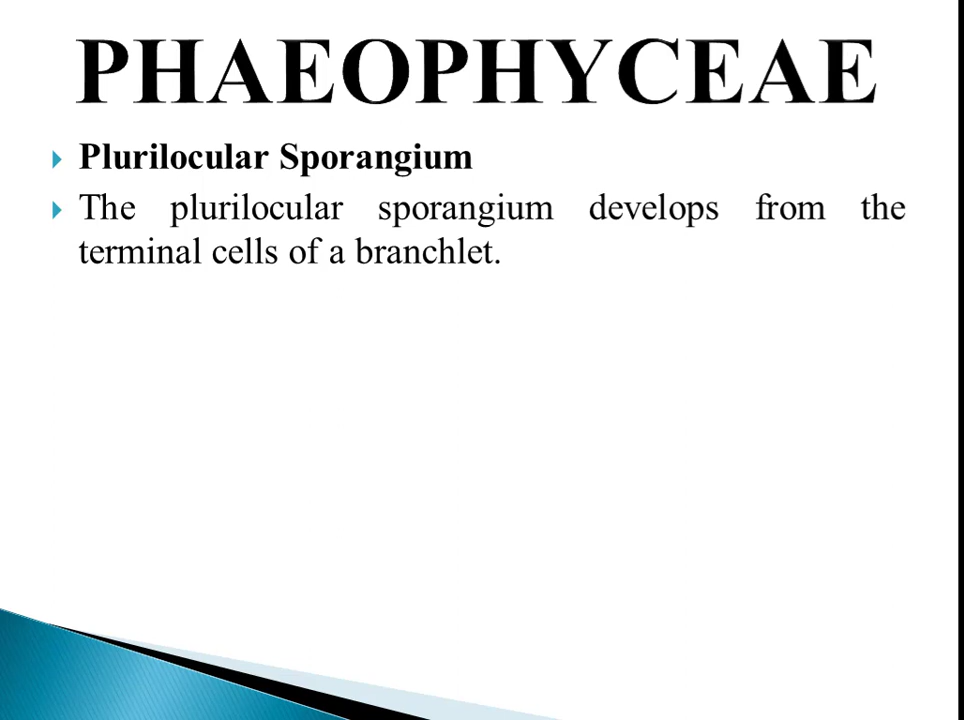 PHAEOPHYCEAE
Plurilocular Sporangium
The plurilocular sporangium develops from the
terminal cells of a branchlet.